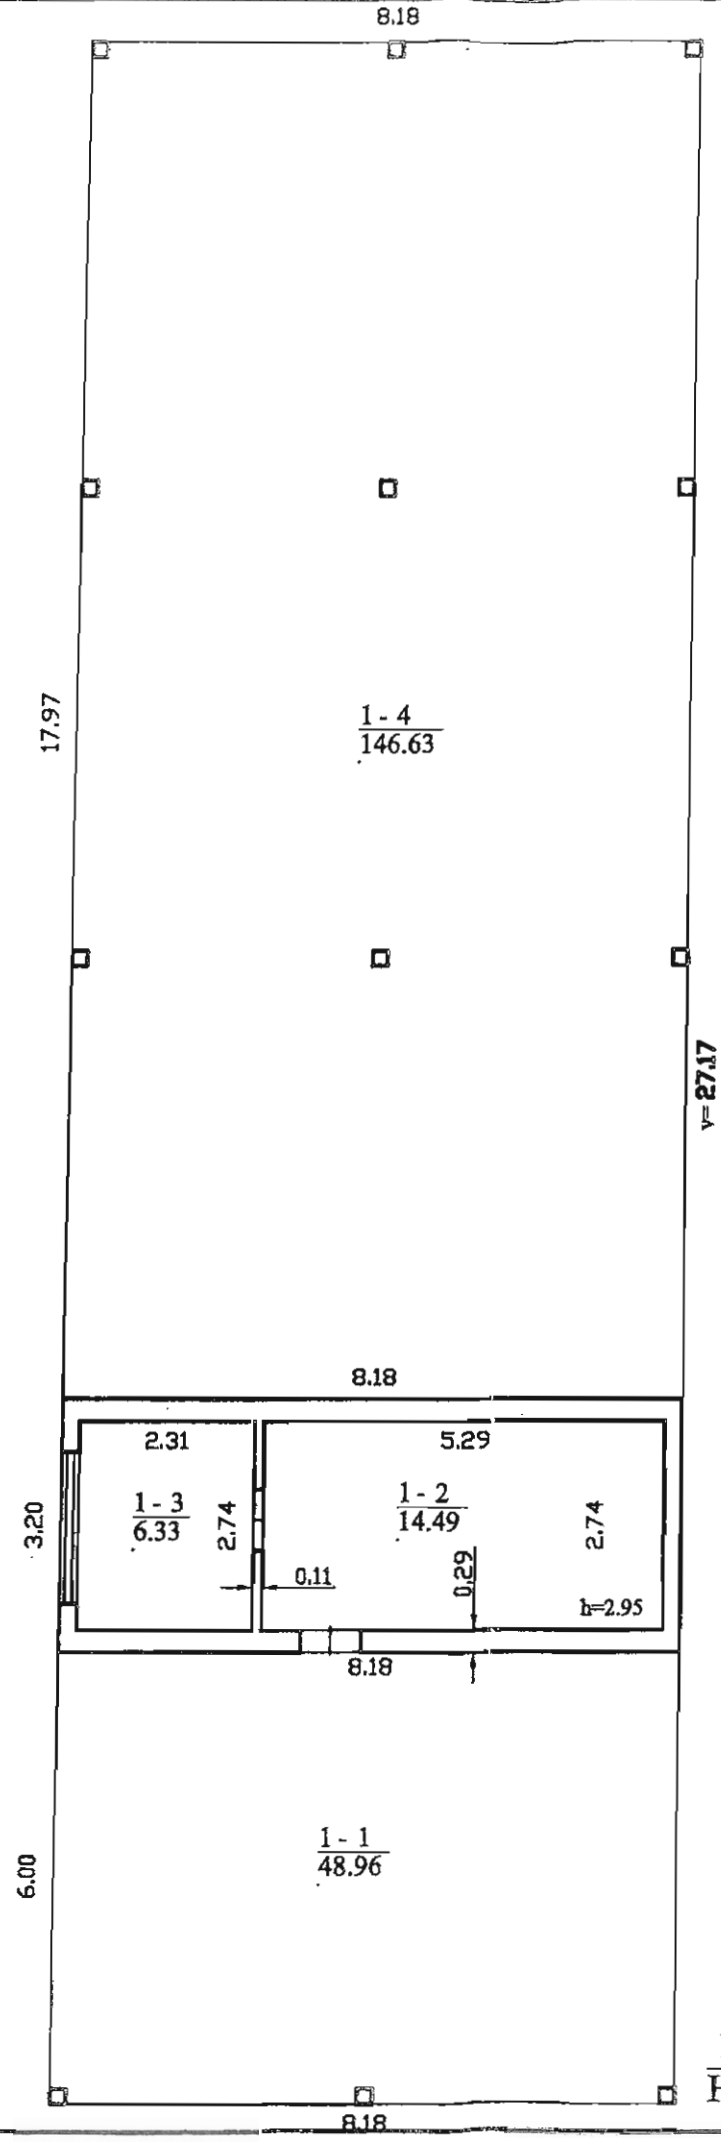 8.18
17.97
1 - 4
146.63
v= 27.17
8.18
2.31
5.29
3.20
1 - 3
6.33
2.74
1 - 2
14.49
2.74
0.11
0.29
h=2.95
8.18
1 - 1
48.96
6.00
8.18